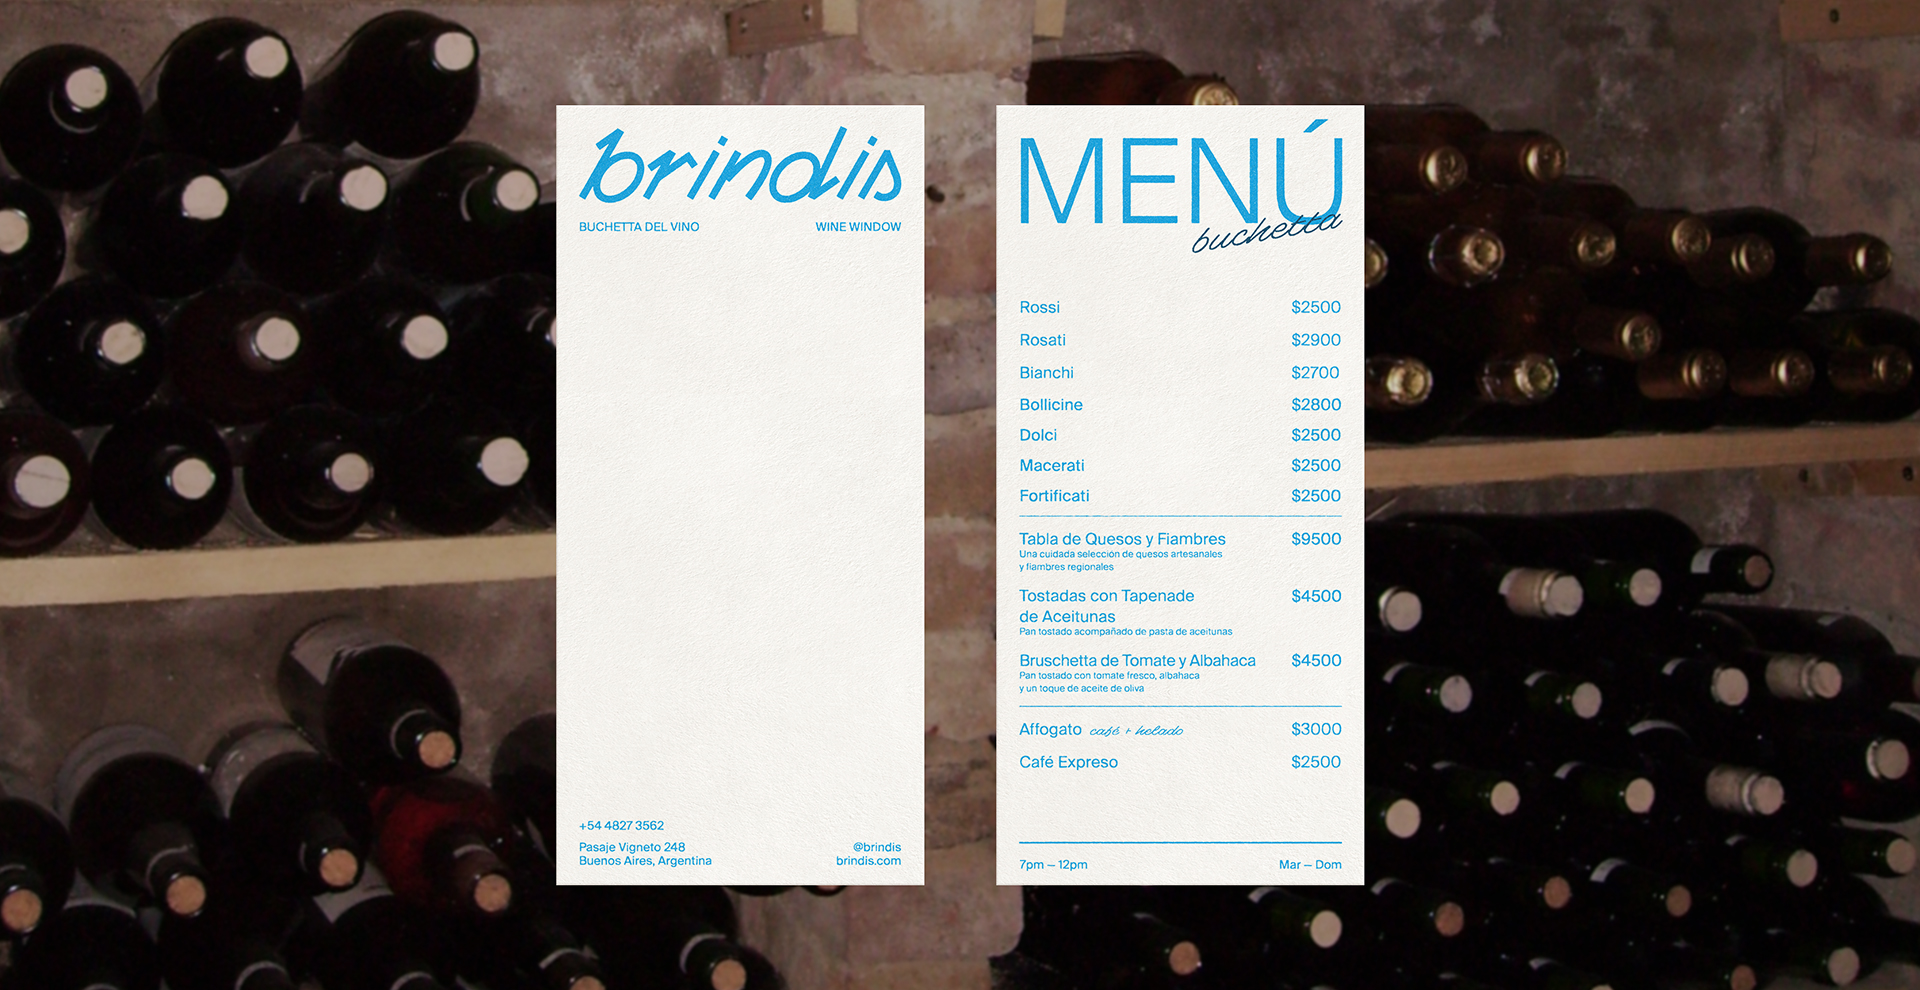 brindis
BUCHETTA DEL VINO WINE WINDOW
+54 4827 3562
Pasaje Vigneto 248 @brindis
Buenos Aires, Argentina brindis.com
MENÚ
buchetta
Rossi $2500
Rosati $2900
Bianchi $2700
Bollicine $2800
Dolci $2500
Macerati $2500
Fortificati $2500
Tabla de Quesos y Fiambres $9500
Una cuidada selección de quesos artesanales
y fiambres regionales
Tostadas con Tapenade $4500
de Aceitunas
Pan tostado acompañado de pasta de aceitunas
Bruschetta de Tomate y Albahaca $4500
Pan tostado con tomate fresco, albahaca
y un toque de aceite de oliva
Affogato café + helado $3000
Café Expreso $2500
7pm – 12pm Mar – Dom